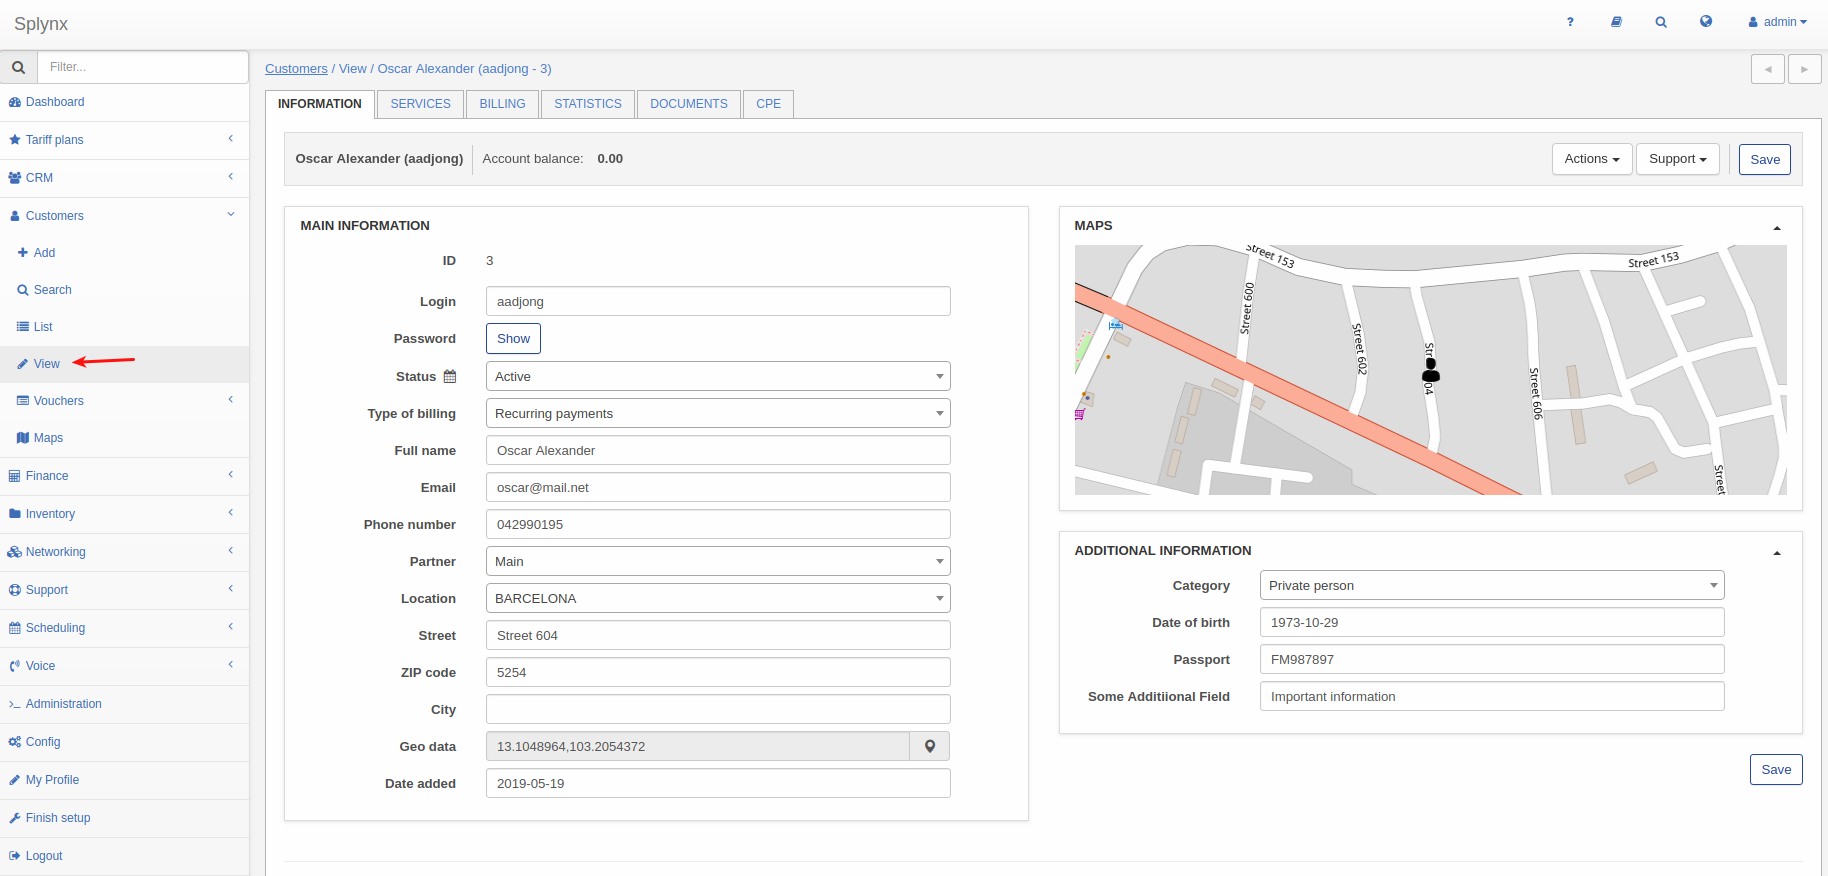 Splynx
?
admin
Filter...
Dashboard
Tariff plans
CRM
Customers
Add
Search
List
View
Vouchers
Maps
Finance
Inventory
Networking
Support
Scheduling
Voice
Administration
Config
My Profile
Finish setup
Logout
Customers / View / Oscar Alexander (aadjong - 3)
INFORMATION
SERVICES
BILLING
STATISTICS
DOCUMENTS
CPE
Oscar Alexander (aadjong)
Account balance: 0.00
Actions
Support
Save
MAIN INFORMATION
ID 3
Login aadjong
Password Show
Status Active
Type of billing Recurring payments
Full name Oscar Alexander
Email oscar@mail.net
Phone number 042990195
Partner Main
Location BARCELONA
Street Street 604
ZIP code 5254
City
Geo data 13.1048964,103.2054372
Date added 2019-05-19
MAPS
Street 153
Street 153
Street 600
Street 602
Street 606
Street
ADDITIONAL INFORMATION
Category Private person
Date of birth 1973-10-29
Passport FM987897
Some Additiional Field Important information
Save